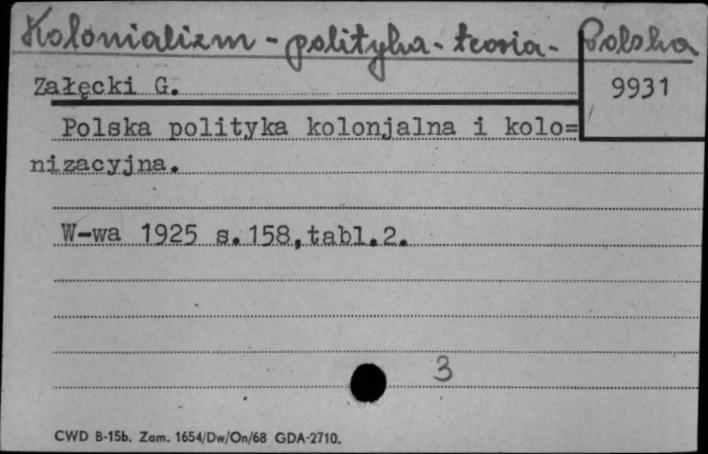 Kolonializm - polityka - teoria - Polska
Załęcki G.
9931
Polska polityka kolonjalna i kolo=
nizacyjna.
W-wa 1925 s.158,tabl.2.
3
CWD B-15b. Zam. 1654/Dw/On/68 GDA-2710.